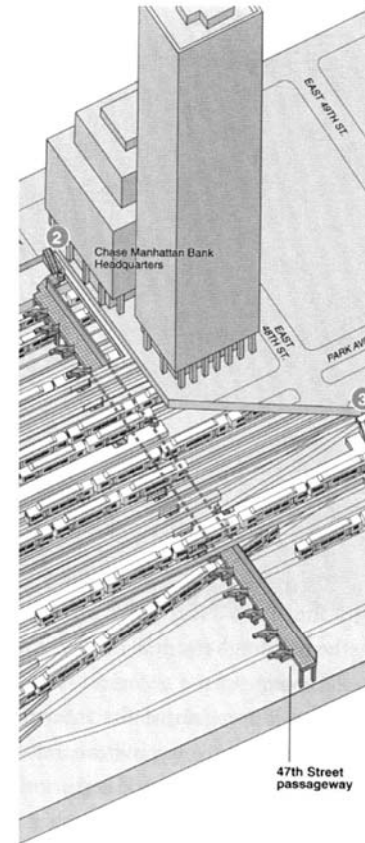 EAST 49TH ST.
2
Chase Manhattan Bank
Headquarters
EAST
48TH ST.
PARK AV
3
47th Street
passageway